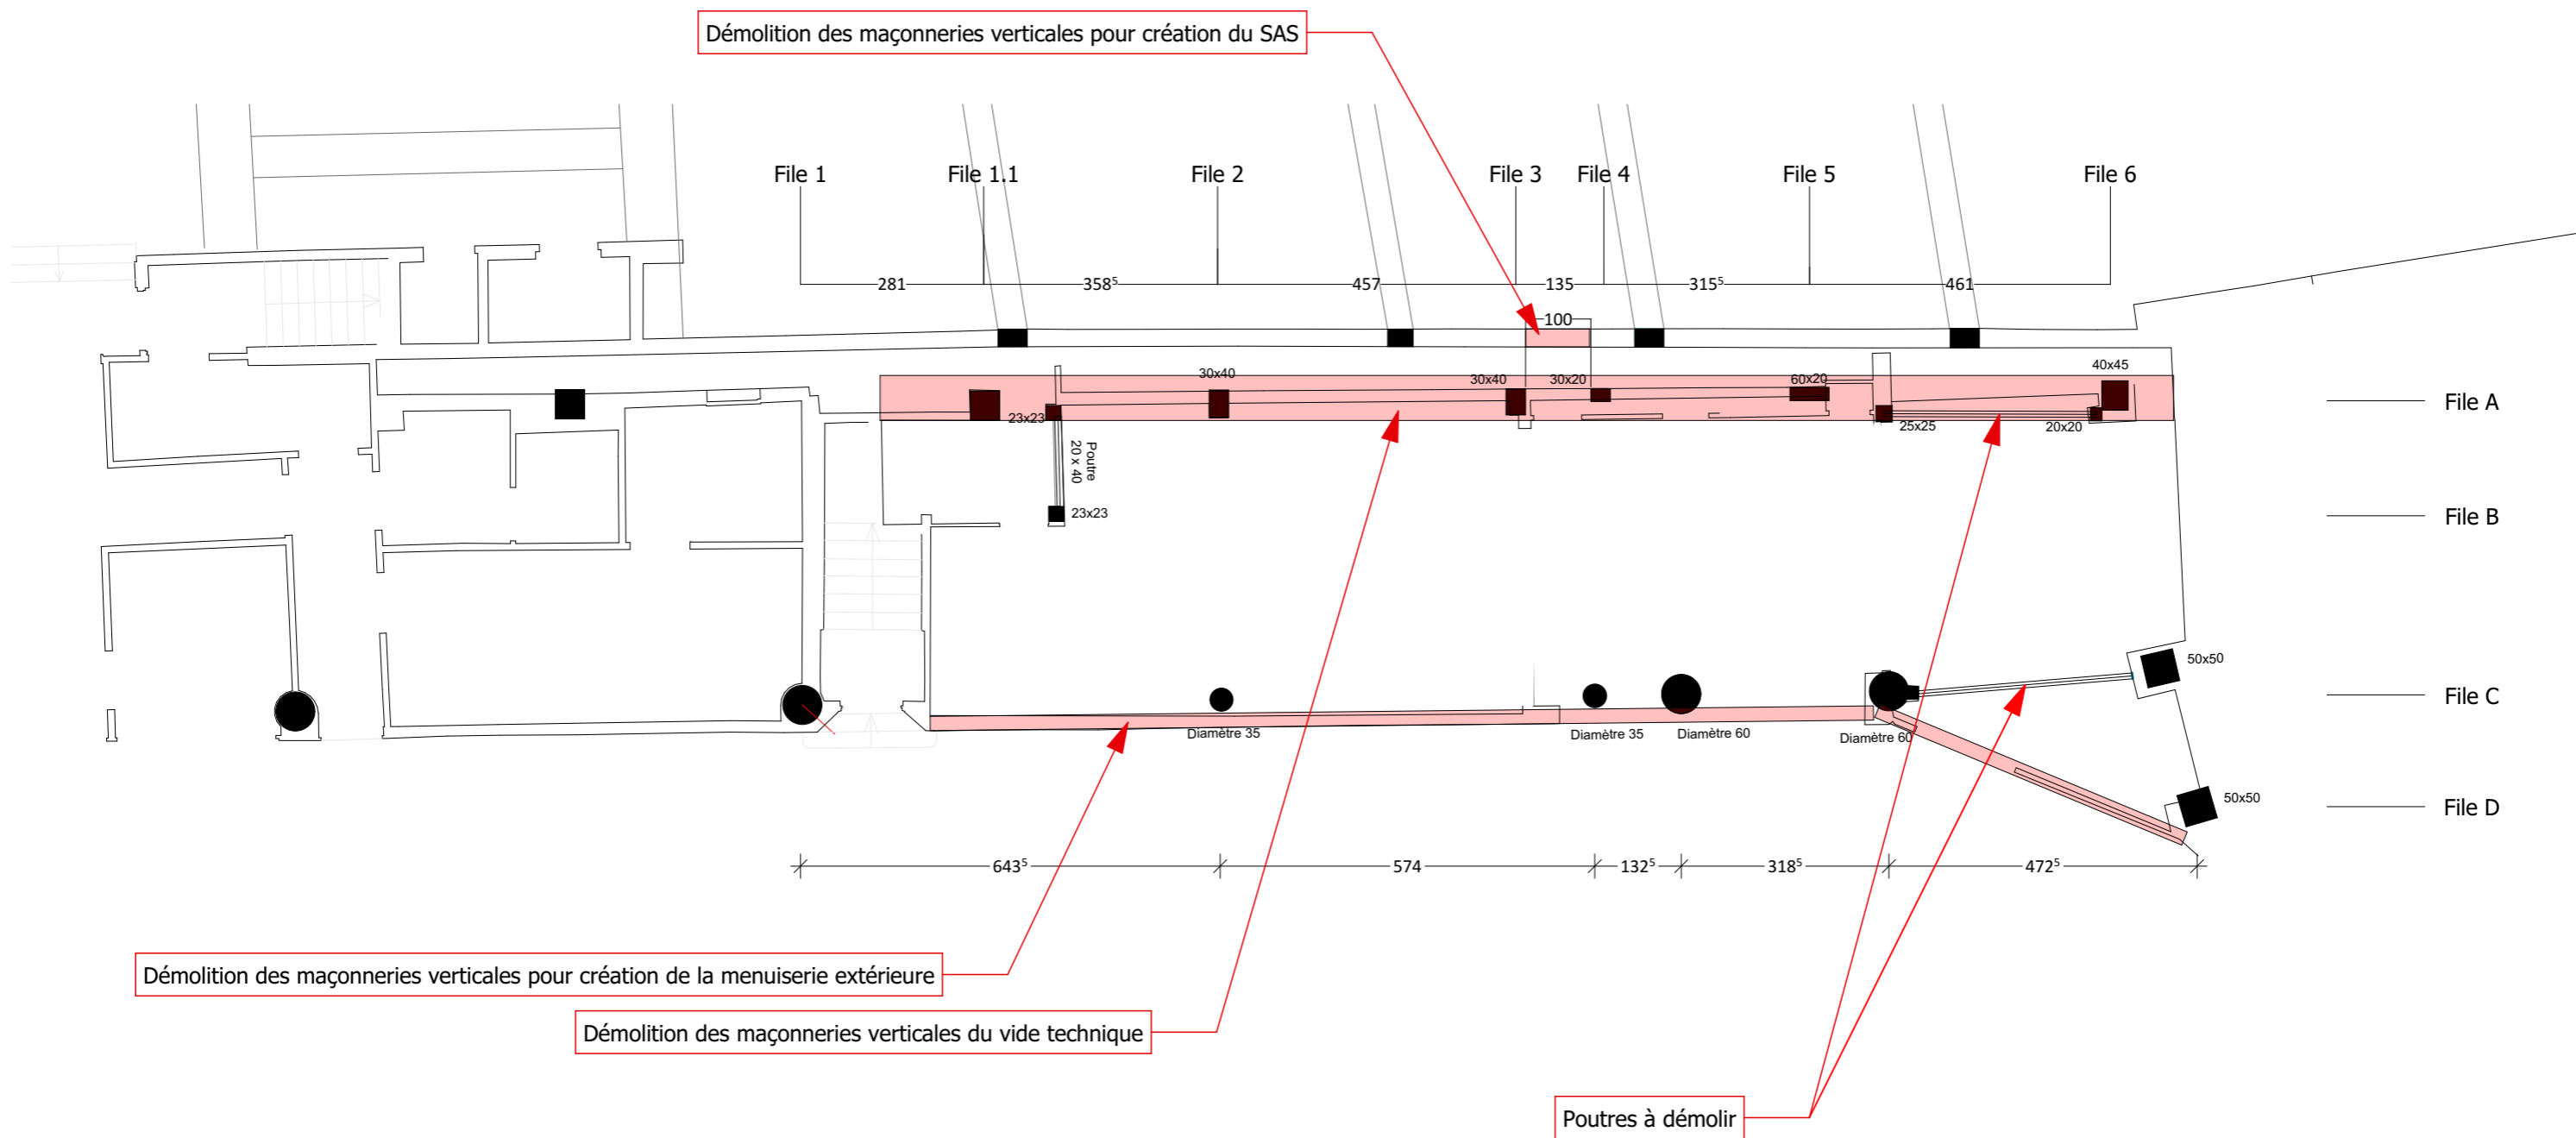 Démolition des maçonneries verticales pour création du SAS
File 1
File 1.1
File 2
File 3
File 4
File 5
File 6
281
358⁵
457
135
315⁵
461
100
30x40
30x40
30x20
60x20
40x45
File A
23x23
25x25
20x20
Poutre
20 x 40
23x23
File B
50x50
File C
Diamètre 35
Diamètre 35
Diamètre 60
Diamètre 60
50x50
File D
643⁵
574
132⁵
318⁵
472⁵
Démolition des maçonneries verticales pour création de la menuiserie extérieure
Démolition des maçonneries verticales du vide technique
Poutres à démolir